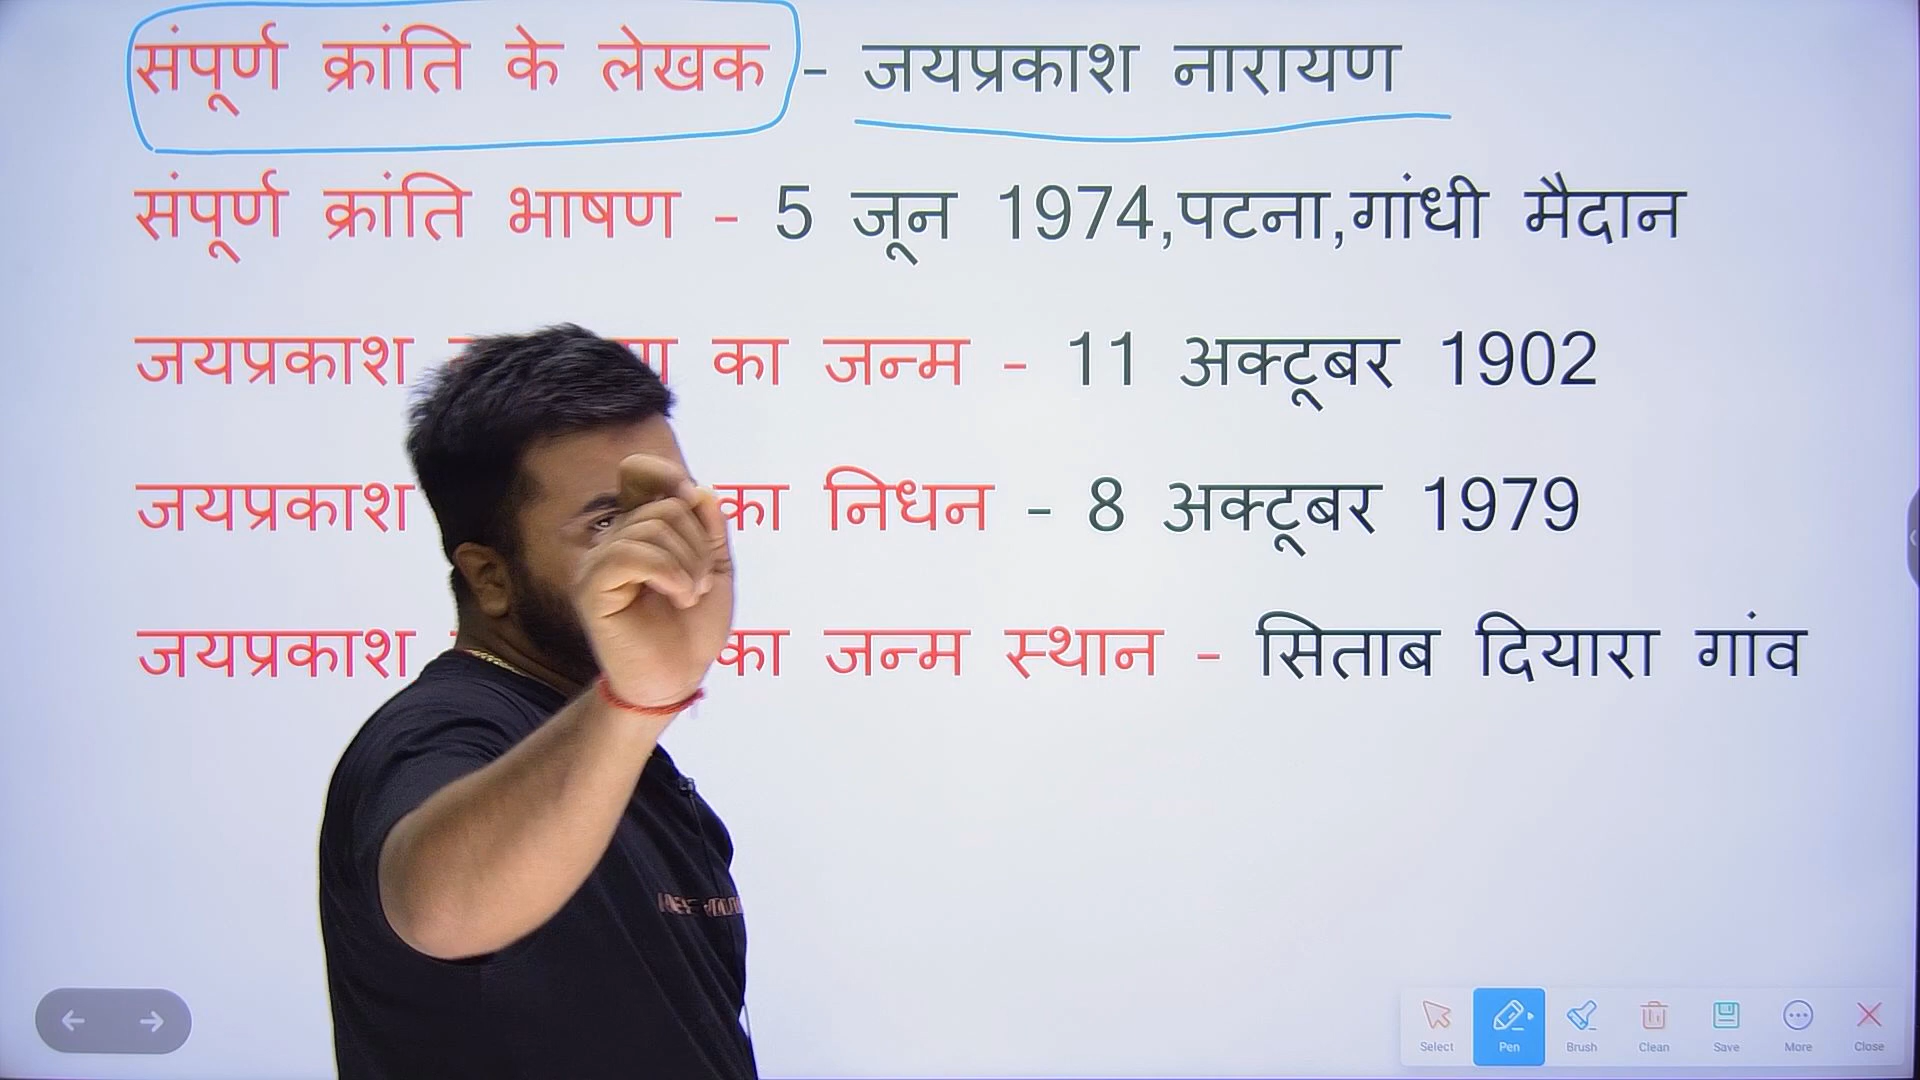 संपूर्ण क्रांति के लेखक - जयप्रकाश नारायण
संपूर्ण क्रांति भाषण - 5 जून 1974,पटना,गांधी मैदान
जयप्रकाश का जन्म - 11 अक्टूबर 1902
जयप्रकाश का निधन - 8 अक्टूबर 1979
जयप्रकाश का जन्म स्थान - सिताब दियारा गांव
Select Pen Brush Clean Save More Close